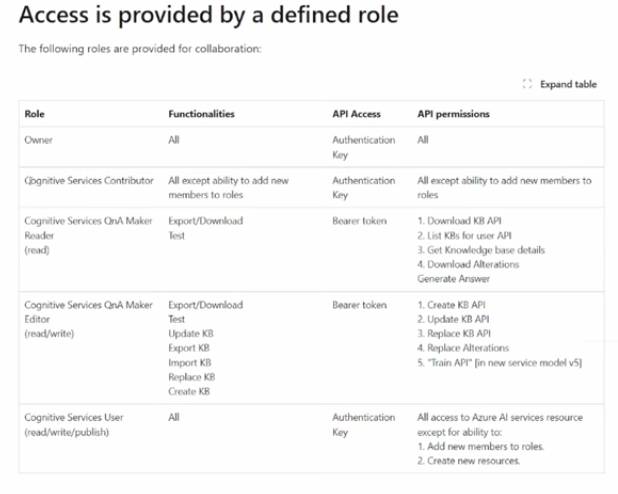 Access is provided by a defined role
The following roles are provided for collaboration:
Expand table
Role Functionalities API Access API permissions
Owner All Authentication Key All
Cognitive Services Contributor All except ability to add new members to roles Authentication Key All except ability to add new members to roles
Cognitive Services QnA Maker Reader (read) Export/Download Test Bearer token 1. Download KB API
2. List KBs for user API
3. Get Knowledge base details
4. Download Alterations
Generate Answer
Cognitive Services QnA Maker Editor (read/write) Export/Download Test Update KB Export KB Import KB Replace KB Create KB Bearer token 1. Create KB API
2. Update KB API
3. Replace KB API
4. Replace Alterations
5. "Train API" [in new service model v5]
Cognitive Services User (read/write/publish) All Authentication Key All access to Azure AI services resource except for ability to:
1. Add new members to roles.
2. Create new resources.